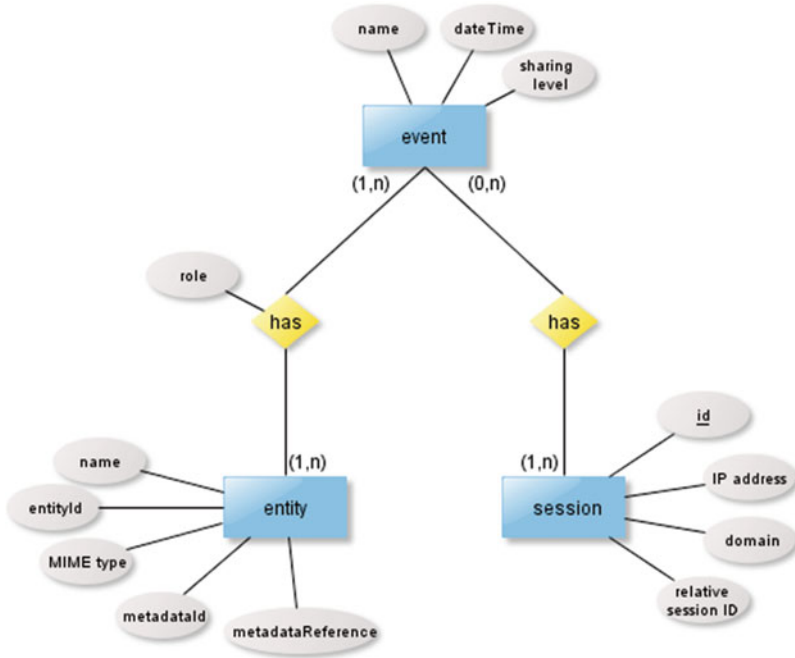 name
dateTime
sharing
level
event
(1,n)
(0,n)
role
has
has
(1,n)
(1,n)
name
entityId
MIME type
metadataId
metadataReference
entity
session
id
IP address
domain
relative
session ID